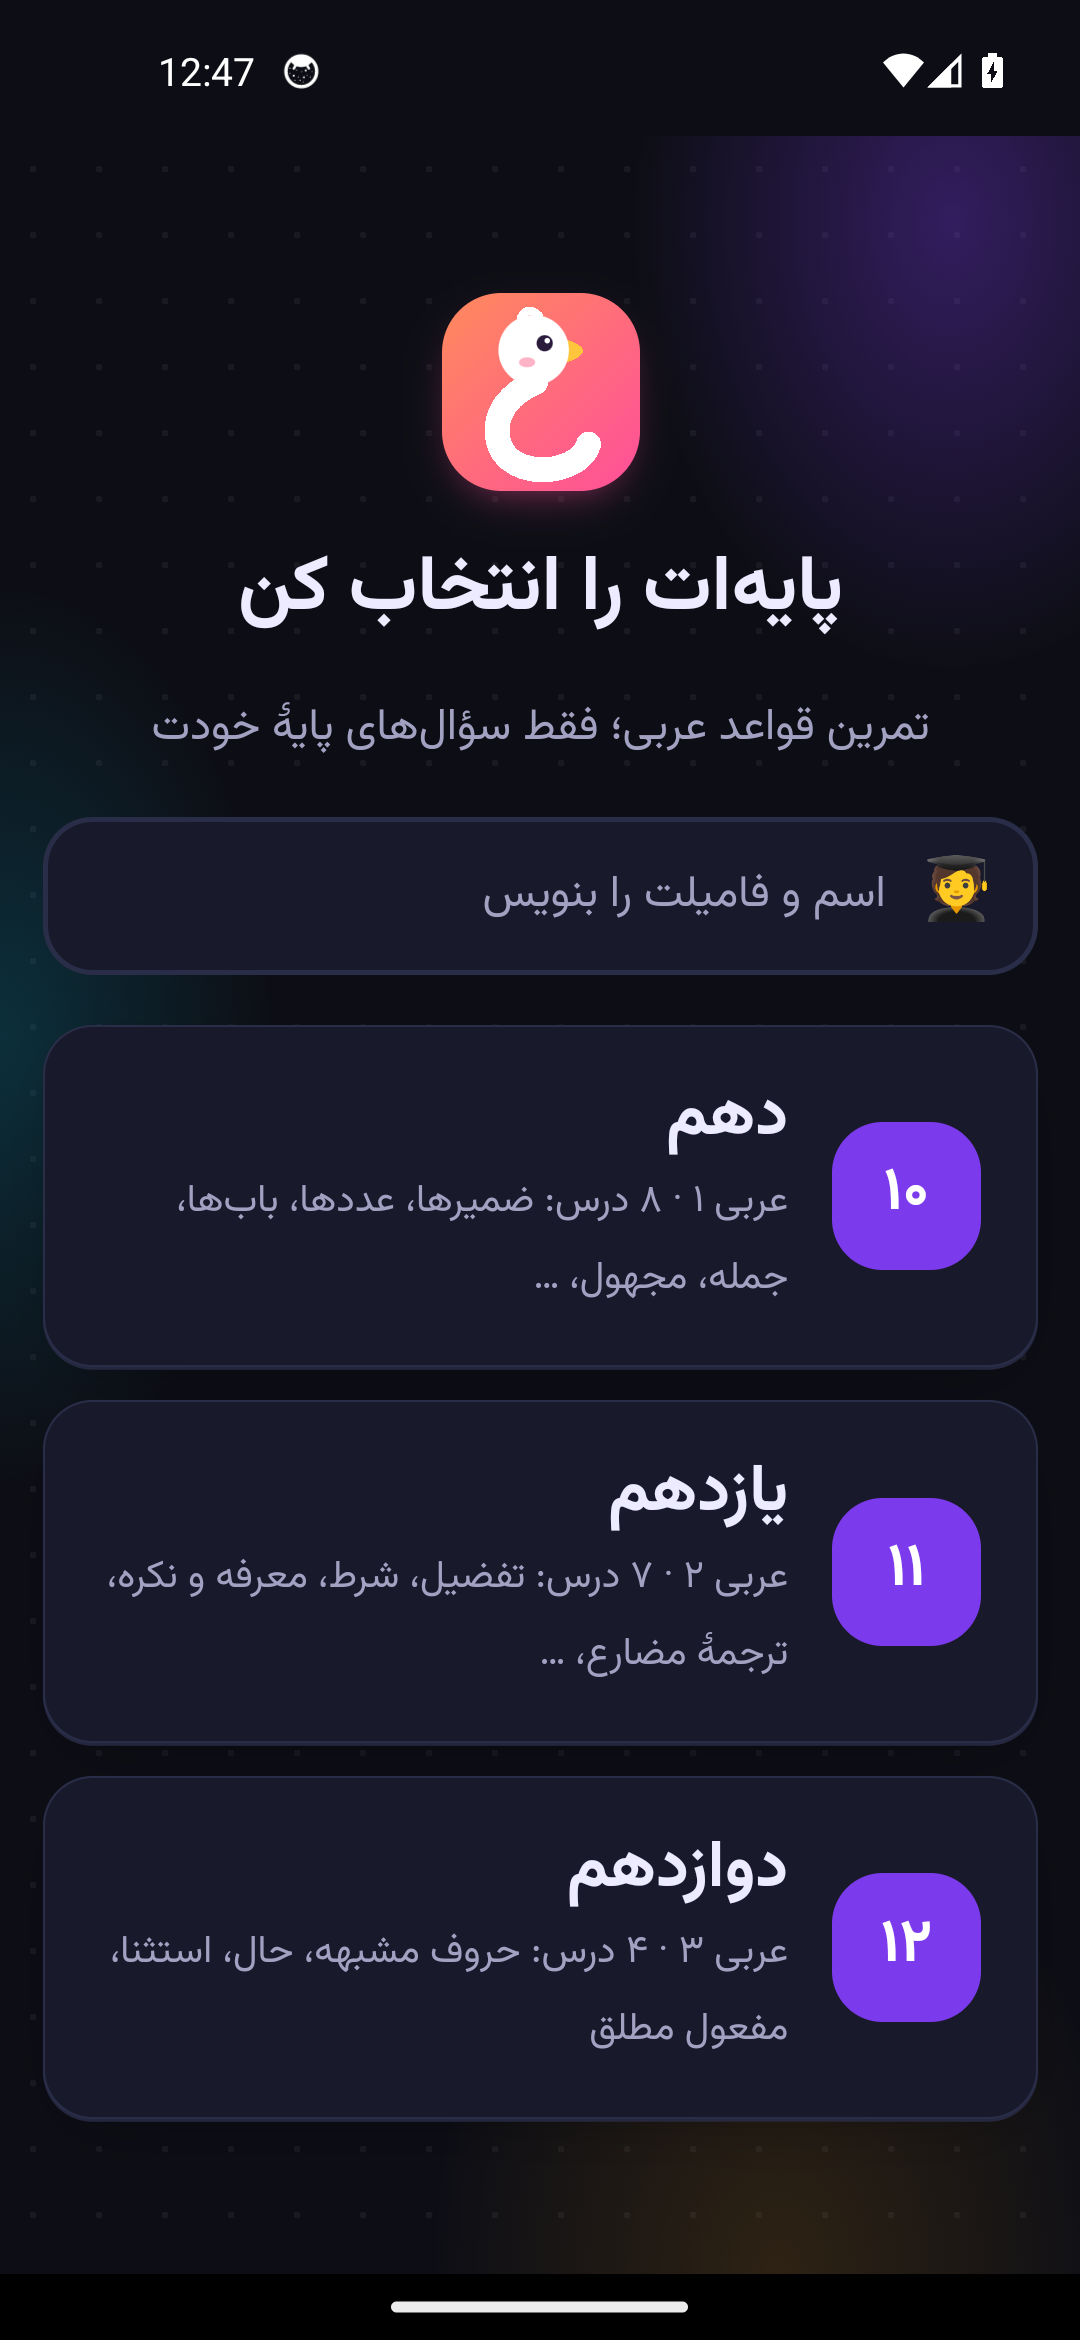 12:47
پایه‌ات را انتخاب کن
تمرین قواعد عربی؛ فقط سؤال‌های پایهٔ خودت
اسم و فامیلت را بنویس
دهم
۱۰
عربی ۱ · ۸ درس: ضمیرها، عددها، باب‌ها،
جمله، مجهول، ...
یازدهم
۱۱
عربی ۲ · ۷ درس: تفضیل، شرط، معرفه و نکره،
ترجمهٔ مضارع، ...
دوازدهم
۱۲
عربی ۳ · ۴ درس: حروف مشبهه، حال، استثنا،
مفعول مطلق